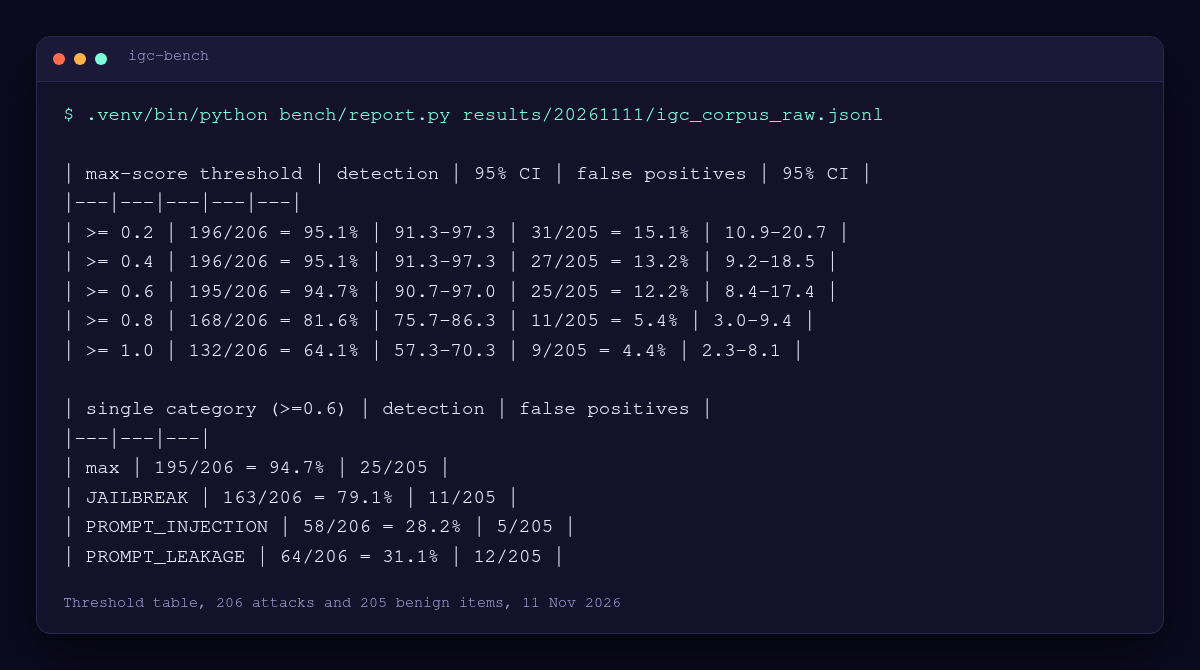 igc-bench
$ .venv/bin/python bench/report.py results/20261111/igc_corpus_raw.jsonl
| max-score threshold | detection | 95% CI | false positives | 95% CI |
|---|---|---|---|---|
| >= 0.2 | 196/206 = 95.1% | 91.3-97.3 | 31/205 = 15.1% | 10.9-20.7 |
| >= 0.4 | 196/206 = 95.1% | 91.3-97.3 | 27/205 = 13.2% | 9.2-18.5 |
| >= 0.6 | 195/206 = 94.7% | 90.7-97.0 | 25/205 = 12.2% | 8.4-17.4 |
| >= 0.8 | 168/206 = 81.6% | 75.7-86.3 | 11/205 = 5.4% | 3.0-9.4 |
| >= 1.0 | 132/206 = 64.1% | 57.3-70.3 | 9/205 = 4.4% | 2.3-8.1 |
| single category (>=0.6) | detection | false positives |
|---|---|---|
| max | 195/206 = 94.7% | 25/205 |
| JAILBREAK | 163/206 = 79.1% | 11/205 |
| PROMPT_INJECTION | 58/206 = 28.2% | 5/205 |
| PROMPT_LEAKAGE | 64/206 = 31.1% | 12/205 |
Threshold table, 206 attacks and 205 benign items, 11 Nov 2026